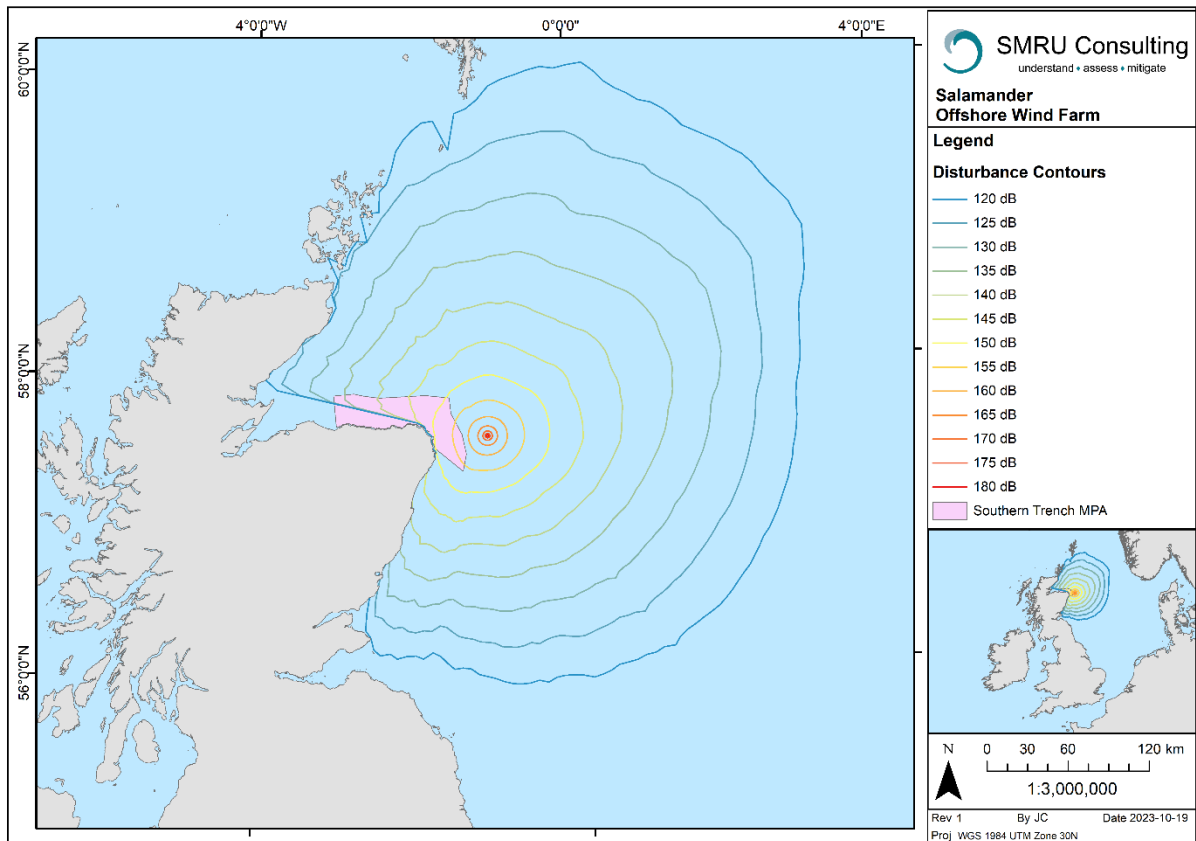 4°0'0"W
0°0'0"
4°0'0"E
60°0'0"N
58°0'0"N
56°0'0"N
SMRU Consulting
understand • assess • mitigate
Salamander
Offshore Wind Farm
Legend
Disturbance Contours
120 dB
125 dB
130 dB
135 dB
140 dB
145 dB
150 dB
155 dB
160 dB
165 dB
170 dB
175 dB
180 dB
Southern Trench MPA
N
0 30 60 120 km
1:3,000,000
Rev 1 By JC Date 2023-10-19
Proj WGS 1984 UTM Zone 30N